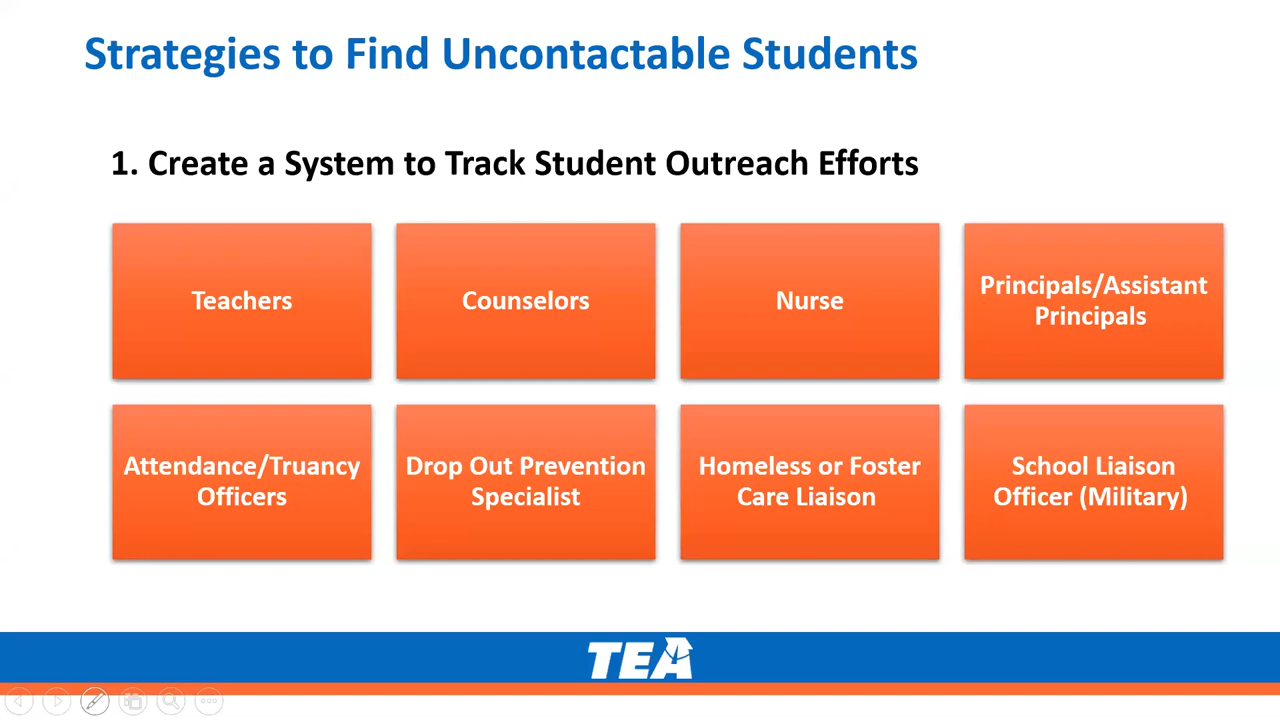 Strategies to Find Uncontactable Students
1. Create a System to Track Student Outreach Efforts
Teachers
Counselors
Nurse
Principals/Assistant
Principals
Attendance/Truancy
Officers
Drop Out Prevention
Specialist
Homeless or Foster
Care Liaison
School Liaison
Officer (Military)
TEA